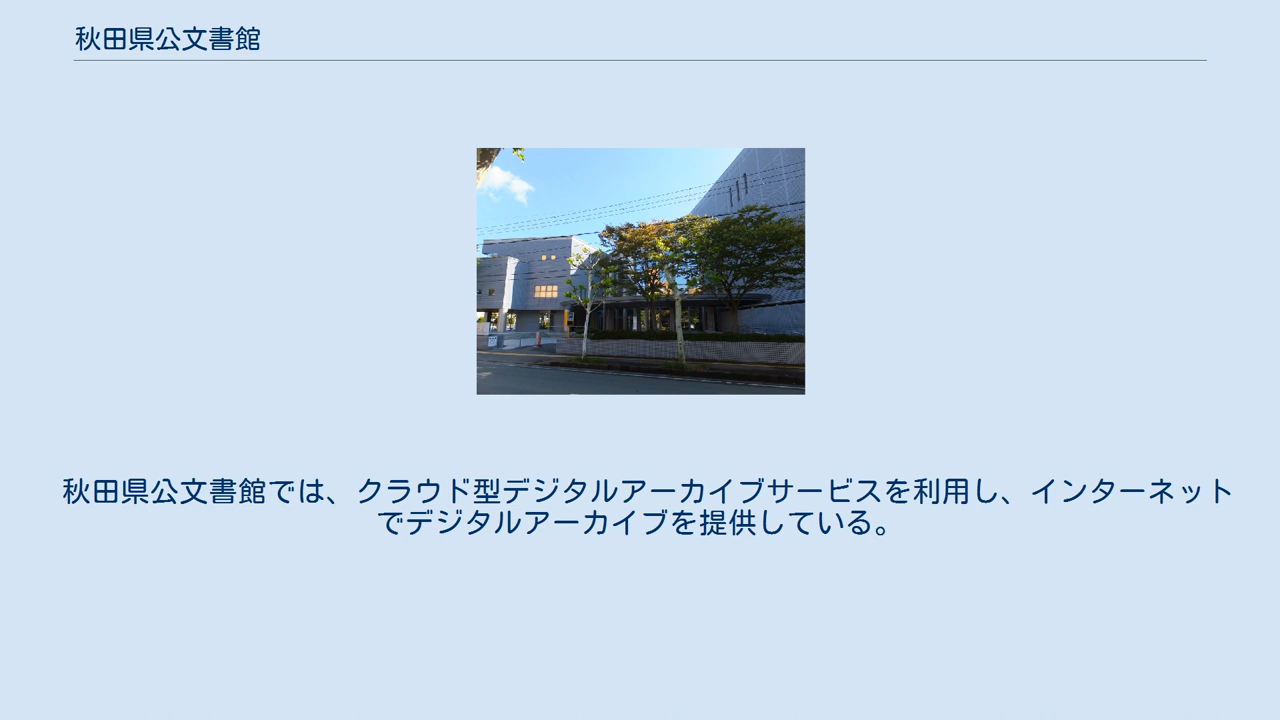 秋田県公文書館
秋田県公文書館では、クラウド型デジタルアーカイブサービスを利用し、インターネット
でデジタルアーカイブを提供している。